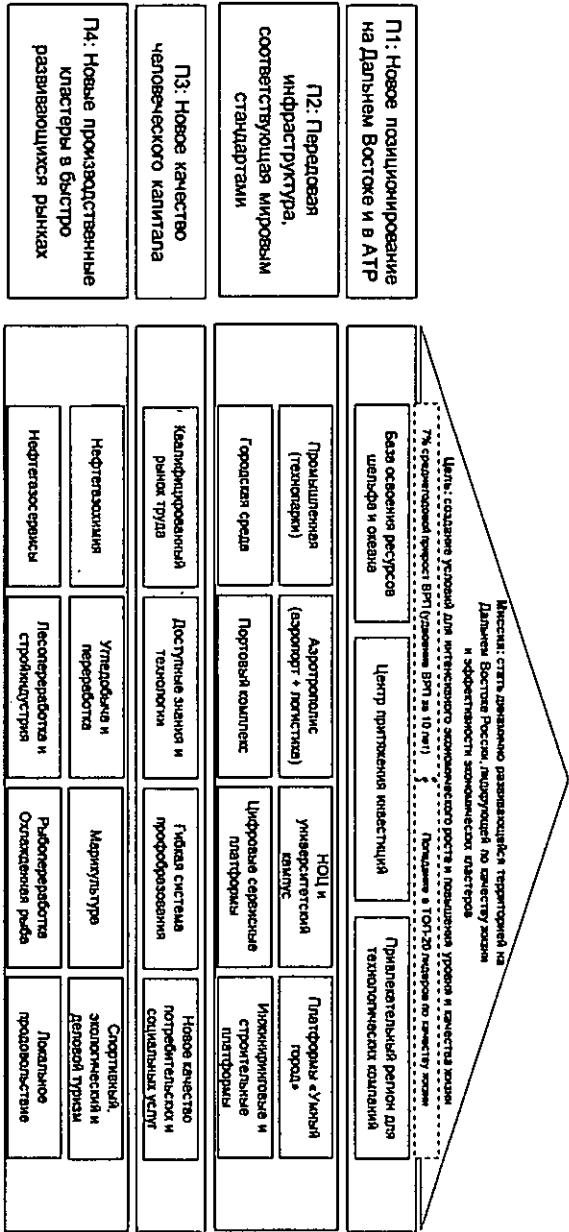 Миссия: стать динамично развивающейся территорией на
Дальнем Востоке России, лидирующей по качеству жизни
и эффективности экономических кластеров
Цель: создание условий для интенсивного экономического роста и повышения уровня и качества жизни
7% среднегодовой прирост ВРП (удвоение ВРП за 10 лет)
Попадание в ТОП-20 лидеров по качеству жизни
П1: Новое позиционирование
на Дальнем Востоке и в АТР
База освоения ресурсов
шельфа и океана
Центр притяжения инвестиций
Привлекательный регион для
технологических компаний
П2: Передовая
инфраструктура,
соответствующая мировым
стандартами
Промышленная
(технопарки)
Аэротрополис
(аэропорт + логистика)
НОЦ и
университетский
кампус
Платформы «Умный
город»
Городская среда
Портовый комплекс
Цифровые сервисные
платформы
Инжиниринговые и
строительные
платформы
П3: Новое качество
человеческого капитала
Квалифицированный
рынок труда
Доступные знания и
технологии
Гибкая система
профобразования
Новое качество
потребительских и
социальных услуг
П4: Новые производственные
кластеры в быстро
развивающихся рынках
Нефтегазохимия
Угледобыча и
переработка
Марикультура
Спортивный,
экологический и
деловой туризм
Нефтегазосервисы
Лесопереработка и
стройиндустрия
Рыбопереработка
Охлажденная рыба
Локальное
продовольствие